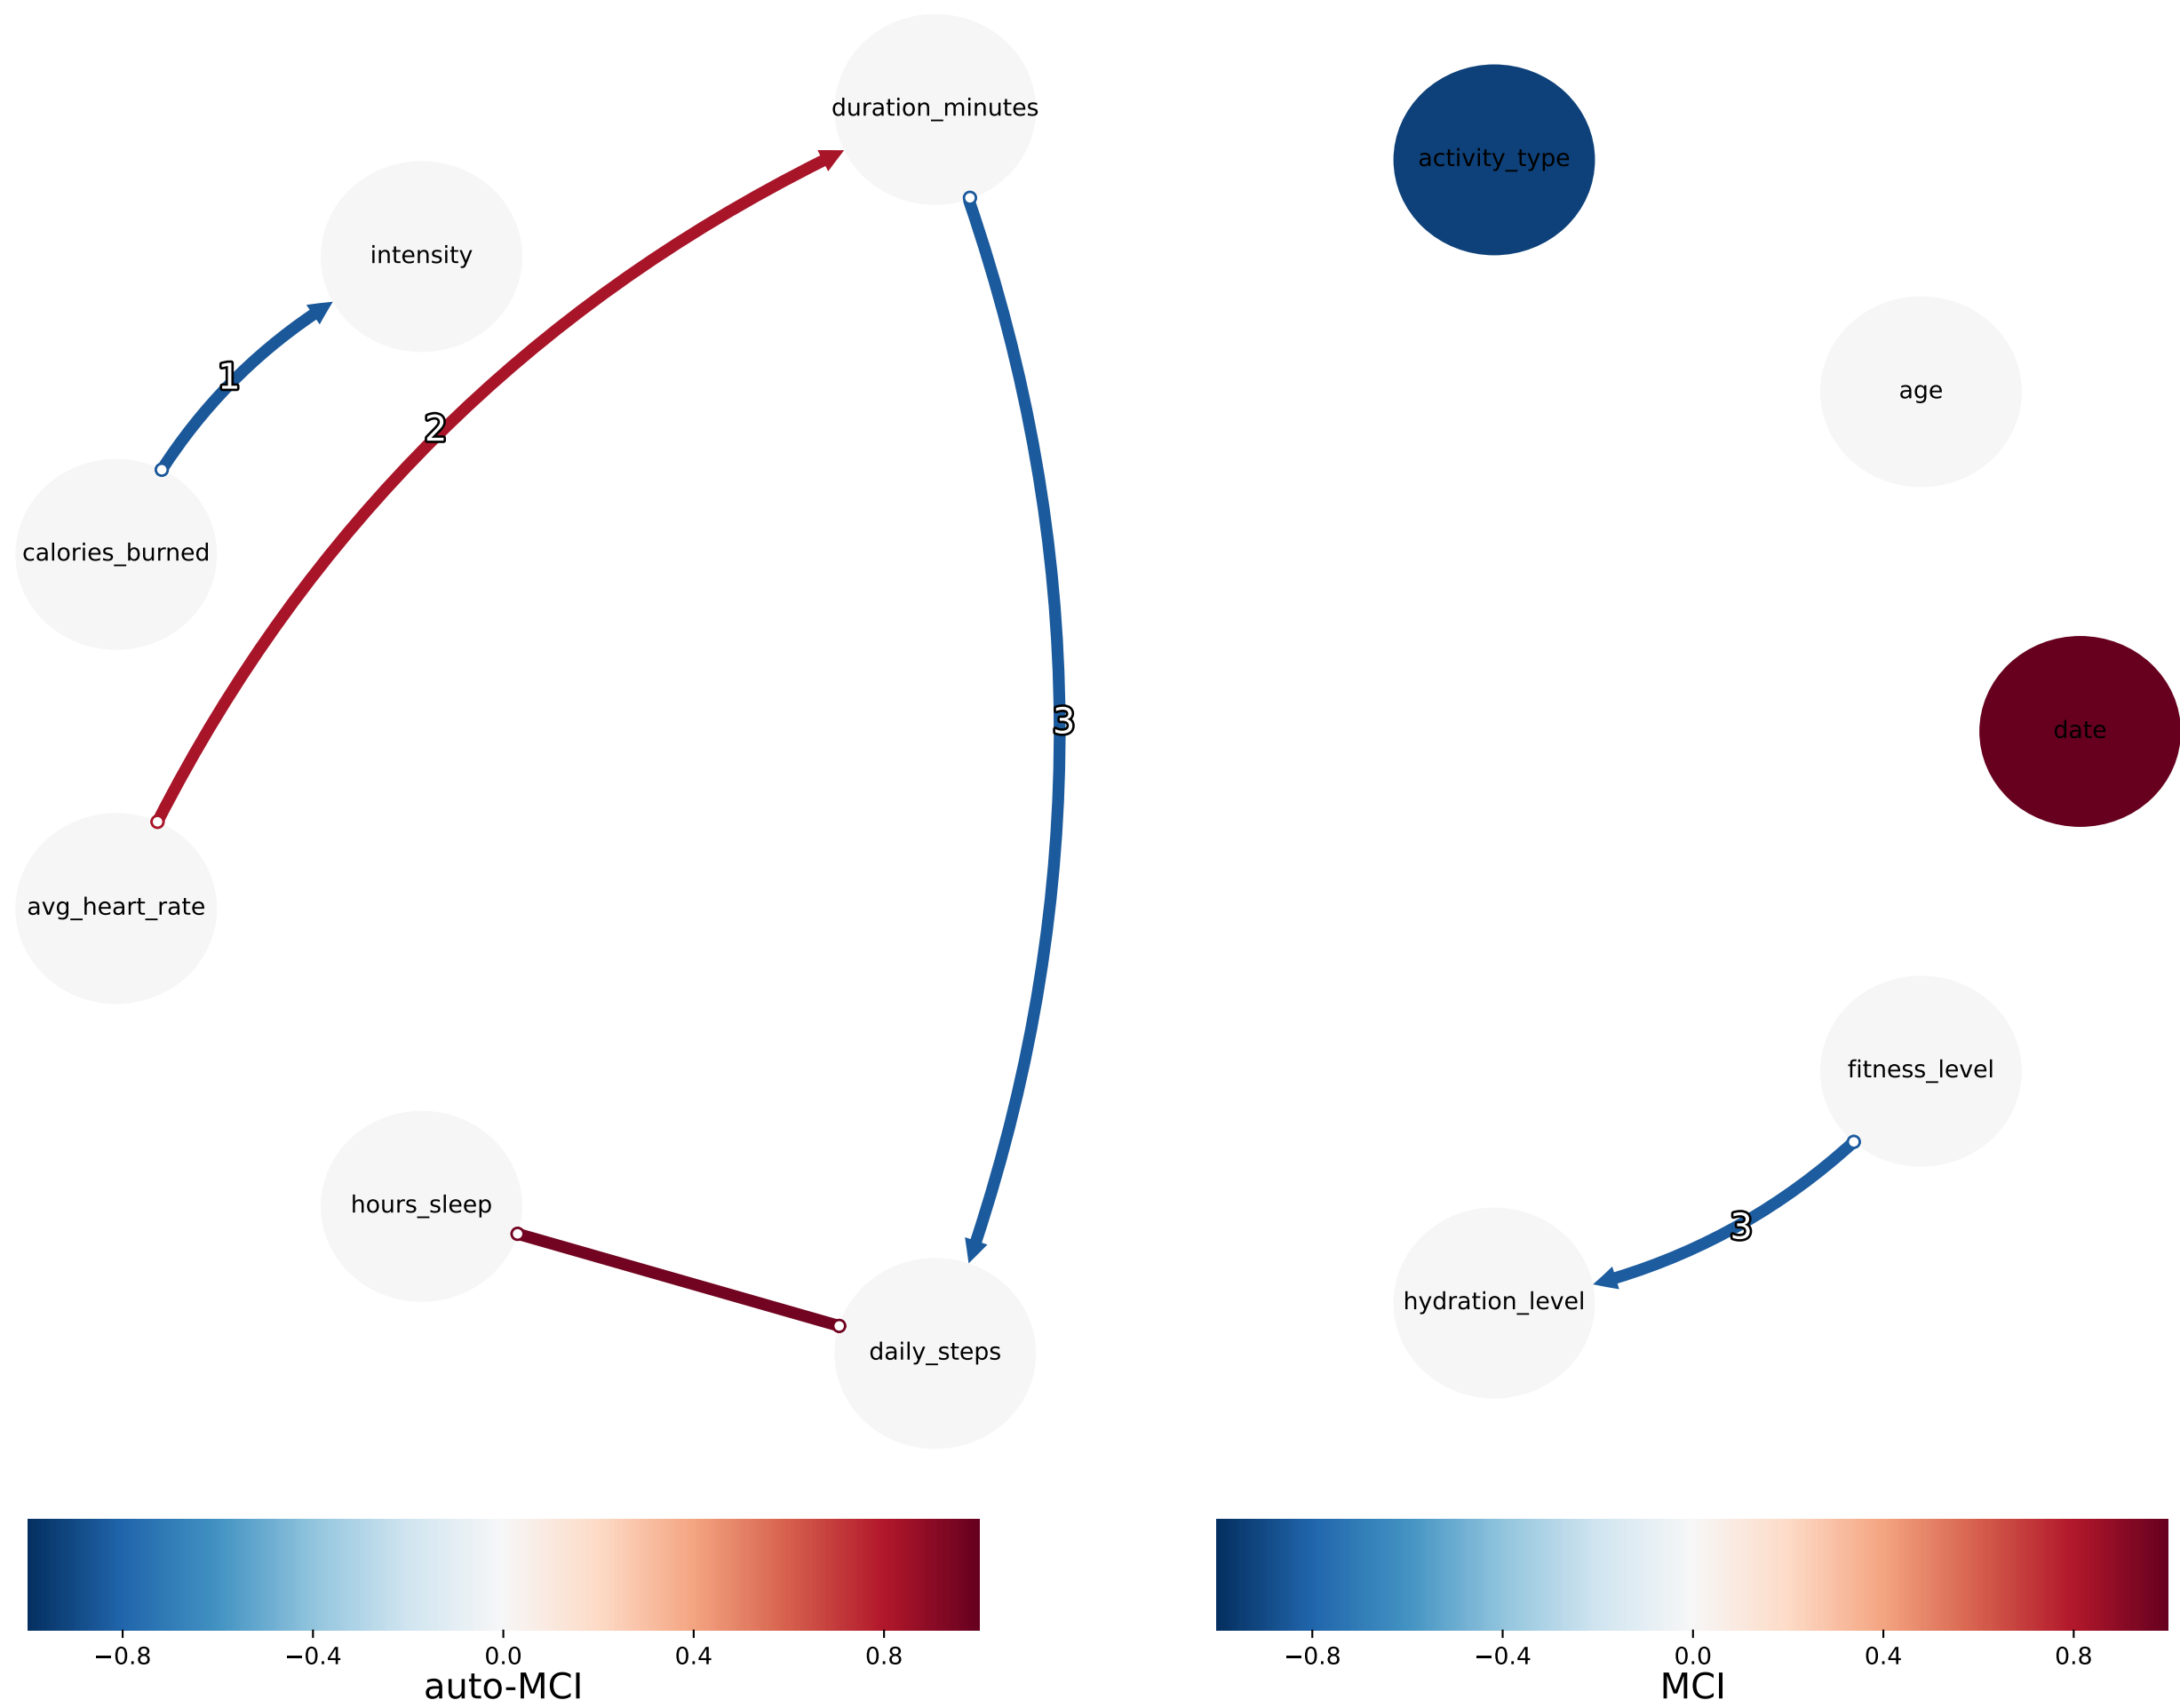 duration_minutes
activity_type
intensity
age
1
2
calories_burned
3
date
avg_heart_rate
fitness_level
hours_sleep
3
hydration_level
daily_steps
−0.8 −0.4 0.0 0.4 0.8
auto-MCI
−0.8 −0.4 0.0 0.4 0.8
MCI